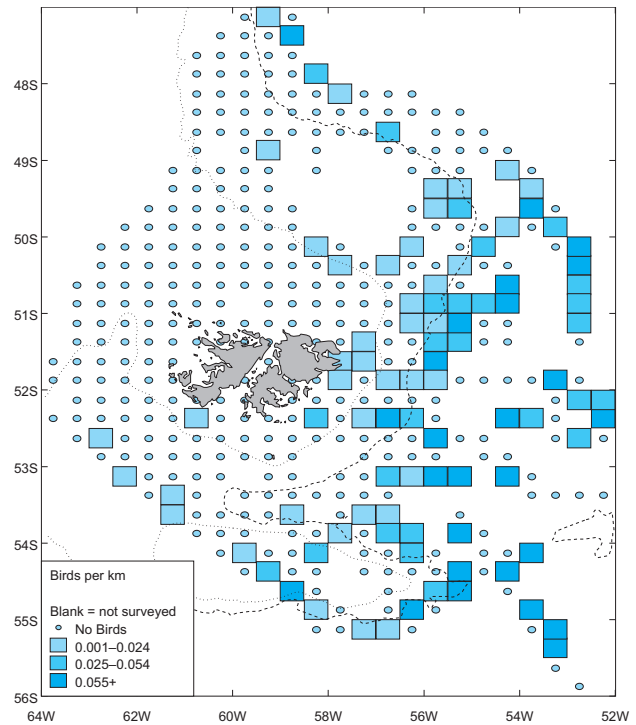 48S
49S
50S
51S
52S
53S
54S
55S
56S
Birds per km
Blank = not surveyed
No Birds
0.001–0.024
0.025–0.054
0.055+
64W 62W 60W 58W 56W 54W 52W